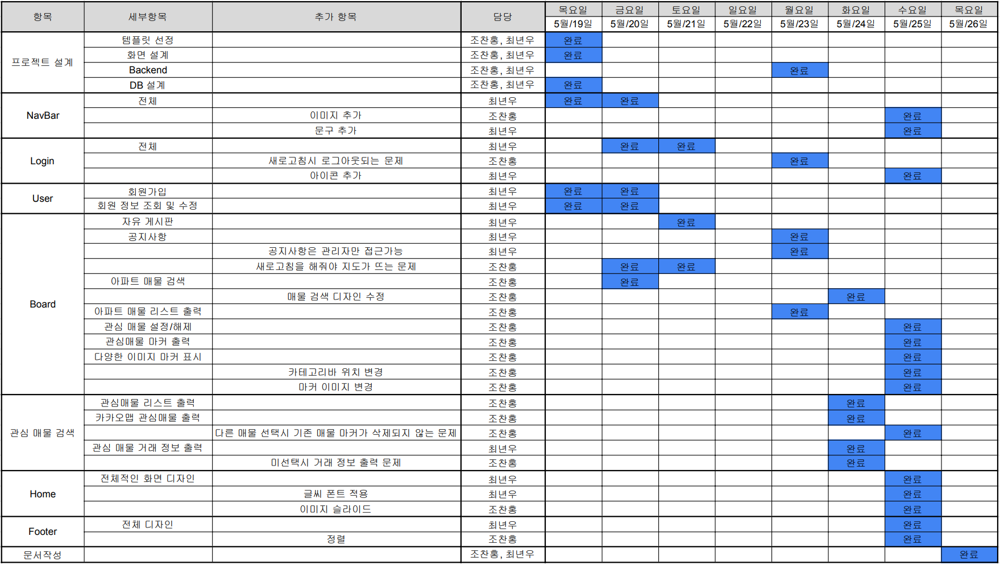 항목 세부항목 추가 항목 담당 목요일 금요일 토요일 일요일 월요일 화요일 수요일 목요일
5월/19일 5월/20일 5월/21일 5월/22일 5월/23일 5월/24일 5월/25일 5월/26일
프로젝트 설계 템플릿 선정 조찬홍, 최년우 완료
화면 설계 조찬홍, 최년우 완료
Backend 조찬홍, 최년우 완료
DB 설계 조찬홍, 최년우 완료
NavBar 전체 최년우 완료 완료
이미지 추가 조찬홍 완료
문구 추가 최년우 완료
Login 전체 최년우 완료 완료
새로고침시 로그아웃되는 문제 조찬홍 완료
아이콘 추가 최년우 완료
User 회원가입 최년우 완료 완료
회원 정보 조회 및 수정 최년우 완료 완료
Board 자유 게시판 최년우 완료
공지사항 최년우 완료
공지사항은 관리자만 접근가능 최년우 완료
새로고침을 해줘야 지도가 뜨는 문제 조찬홍 완료 완료
아파트 매물 검색 조찬홍 완료
매물 검색 디자인 수정 조찬홍 완료
아파트 매물 리스트 출력 조찬홍 완료
관심 매물 설정/해제 조찬홍 완료
관심매물 마커 출력 조찬홍 완료
다양한 이미지 마커 표시 조찬홍 완료
카테고리바 위치 변경 조찬홍 완료
마커 이미지 변경 조찬홍 완료
관심 매물 검색 관심매물 리스트 출력 조찬홍 완료
카카오맵 관심매물 출력 조찬홍 완료
다른 매물 선택시 기존 매물 마커가 삭제되지 않는 문제 조찬홍 완료
관심 매물 거래 정보 출력 최년우 완료
미선택시 거래 정보 출력 문제 조찬홍 완료
Home 전체적인 화면 디자인 최년우 완료
글씨 폰트 적용 최년우 완료
이미지 슬라이드 조찬홍 완료
Footer 전체 디자인 최년우 완료
정렬 조찬홍 완료
문서작성 조찬홍, 최년우 완료